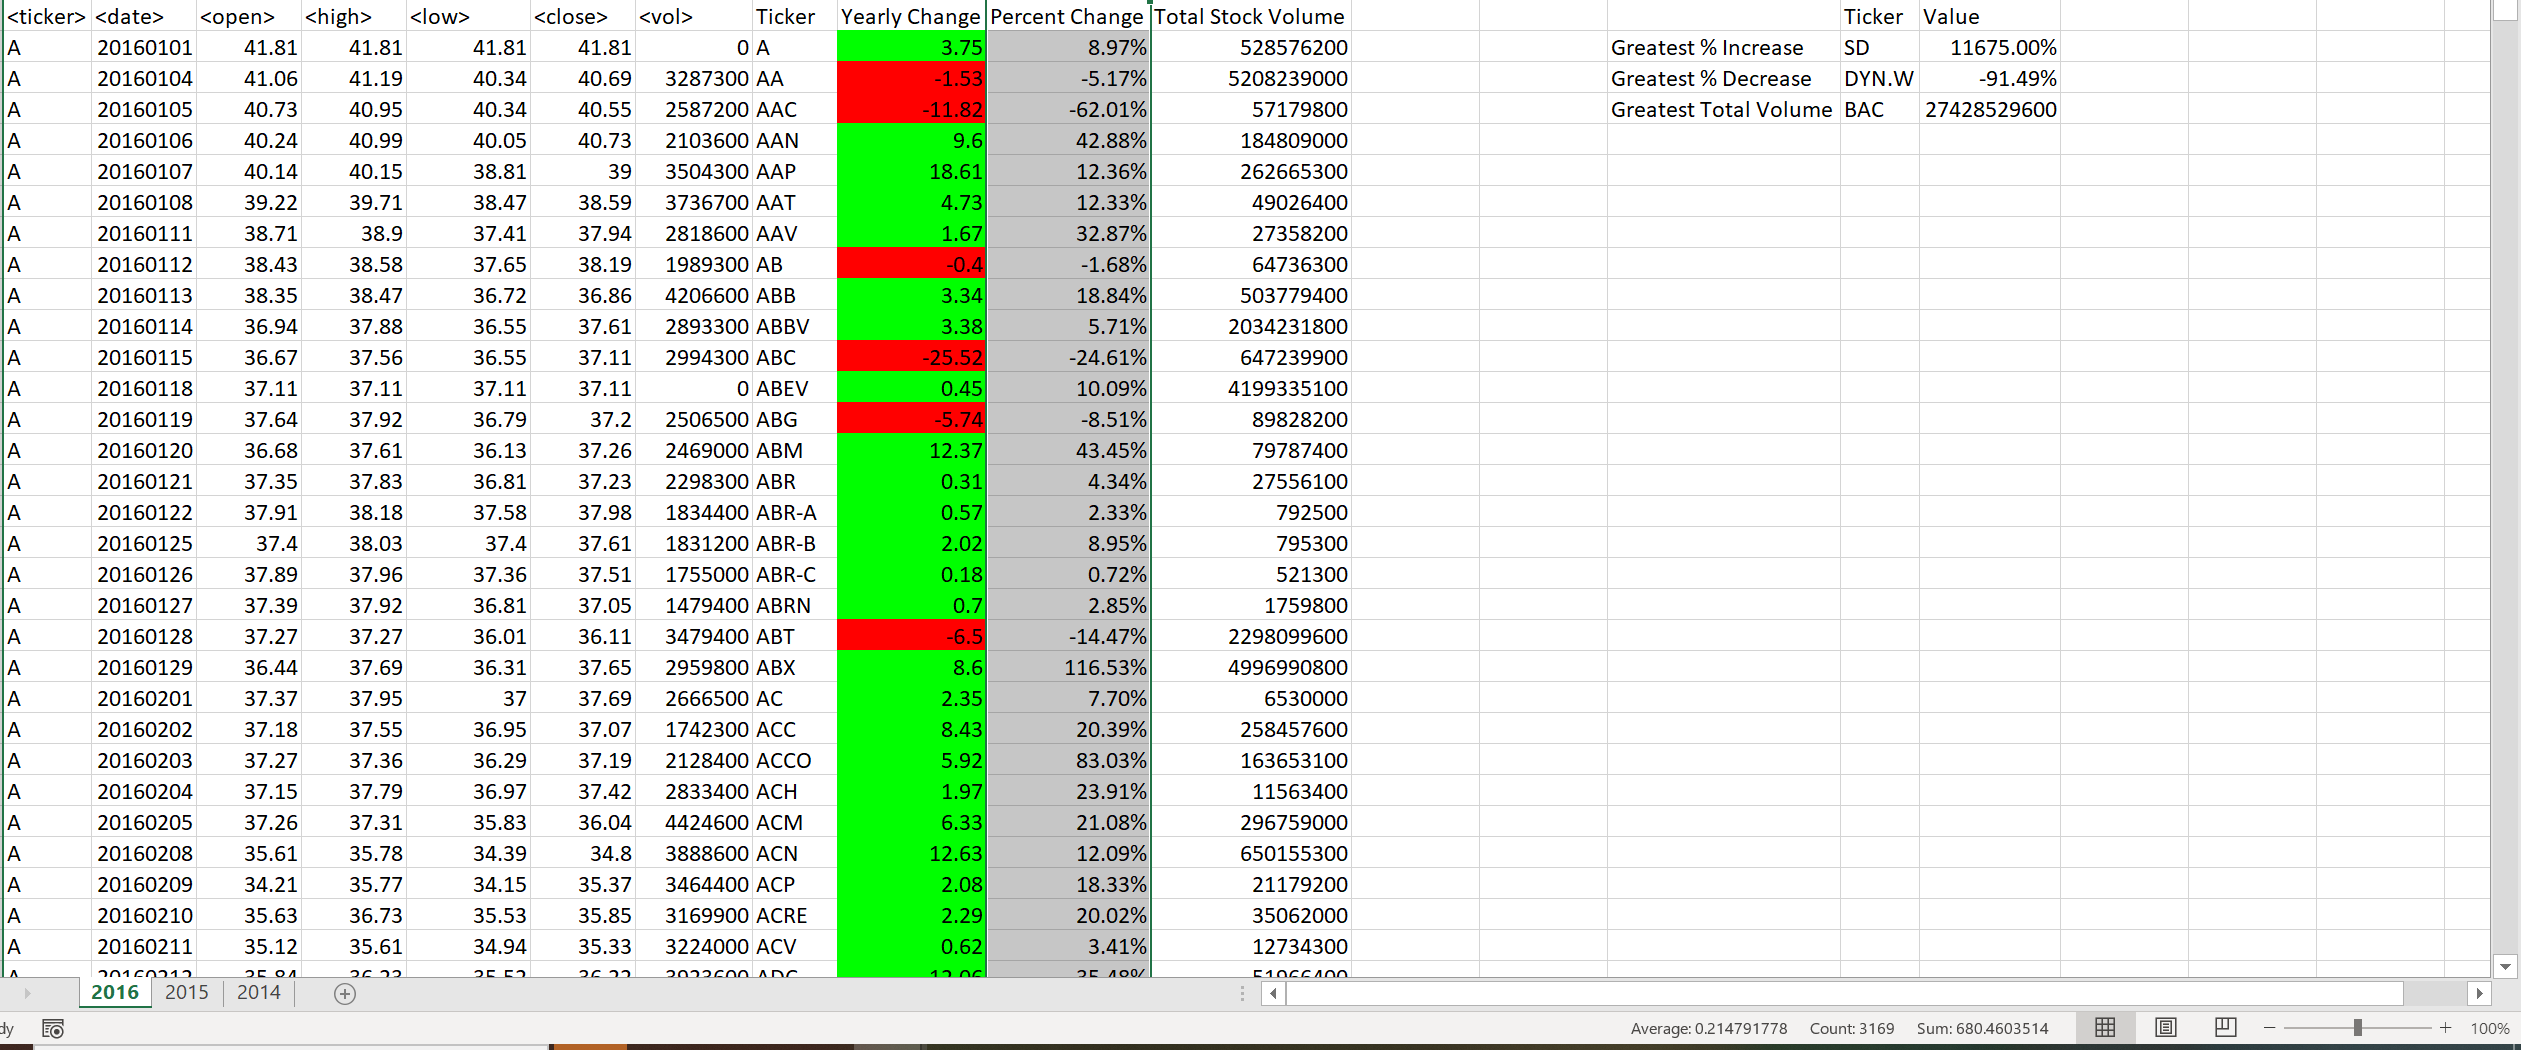 <ticker> <date> <open> <high> <low> <close> <vol> Ticker Yearly Change Percent Change Total Stock Volume Ticker Value
A 20160101 41.81 41.81 41.81 41.81 0 A 3.75 8.97% 528576200 Greatest % Increase SD 11675.00%
A 20160104 41.06 41.19 40.34 40.69 3287300 AA -1.53 -5.17% 5208239000 Greatest % Decrease DYN.W -91.49%
A 20160105 40.73 40.95 40.34 40.55 2587200 AAC -11.82 -62.01% 57179800 Greatest Total Volume BAC 27428529600
A 20160106 40.24 40.99 40.05 40.73 2103600 AAN 9.6 42.88% 184809000
A 20160107 40.14 40.15 38.81 39 3504300 AAP 18.61 12.36% 262665300
A 20160108 39.22 39.71 38.47 38.59 3736700 AAT 4.73 12.33% 49026400
A 20160111 38.71 38.9 37.41 37.94 2818600 AAV 1.67 32.87% 27358200
A 20160112 38.43 38.58 37.65 38.19 1989300 AB -0.4 -1.68% 64736300
A 20160113 38.35 38.47 36.72 36.86 4206600 ABB 3.34 18.84% 503779400
A 20160114 36.94 37.88 36.55 37.61 2893300 ABBV 3.38 5.71% 2034231800
A 20160115 36.67 37.56 36.55 37.11 2994300 ABC -25.52 -24.61% 647239900
A 20160118 37.11 37.11 37.11 37.11 0 ABEV 0.45 10.09% 4199335100
A 20160119 37.64 37.92 36.79 37.2 2506500 ABG -5.74 -8.51% 89828200
A 20160120 36.68 37.61 36.13 37.26 2469000 ABM 12.37 43.45% 79787400
A 20160121 37.35 37.83 36.81 37.23 2298300 ABR 0.31 4.34% 27556100
A 20160122 37.91 38.18 37.58 37.98 1834400 ABR-A 0.57 2.33% 792500
A 20160125 37.4 38.03 37.4 37.61 1831200 ABR-B 2.02 8.95% 795300
A 20160126 37.89 37.96 37.36 37.51 1755000 ABR-C 0.18 0.72% 521300
A 20160127 37.39 37.92 36.81 37.05 1479400 ABRN 0.7 2.85% 1759800
A 20160128 37.27 37.27 36.01 36.11 3479400 ABT -6.5 -14.47% 2298099600
A 20160129 36.44 37.69 36.31 37.65 2959800 ABX 8.6 116.53% 4996990800
A 20160201 37.37 37.95 37 37.69 2666500 AC 2.35 7.70% 6530000
A 20160202 37.18 37.55 36.95 37.07 1742300 ACC 8.43 20.39% 258457600
A 20160203 37.27 37.36 36.29 37.19 2128400 ACCO 5.92 83.03% 163653100
A 20160204 37.15 37.79 36.97 37.42 2833400 ACH 1.97 23.91% 11563400
A 20160205 37.26 37.31 35.83 36.04 4424600 ACM 6.33 21.08% 296759000
A 20160208 35.61 35.78 34.39 34.8 3888600 ACN 12.63 12.09% 650155300
A 20160209 34.21 35.77 34.15 35.37 3464400 ACP 2.08 18.33% 21179200
A 20160210 35.63 36.73 35.53 35.85 3169900 ACRE 2.29 20.02% 35062000
A 20160211 35.12 35.61 34.94 35.33 3224000 ACV 0.62 3.41% 12734300
2016 2015 2014
dy Average: 0.214791778 Count: 3169 Sum: 680.4603514 100%